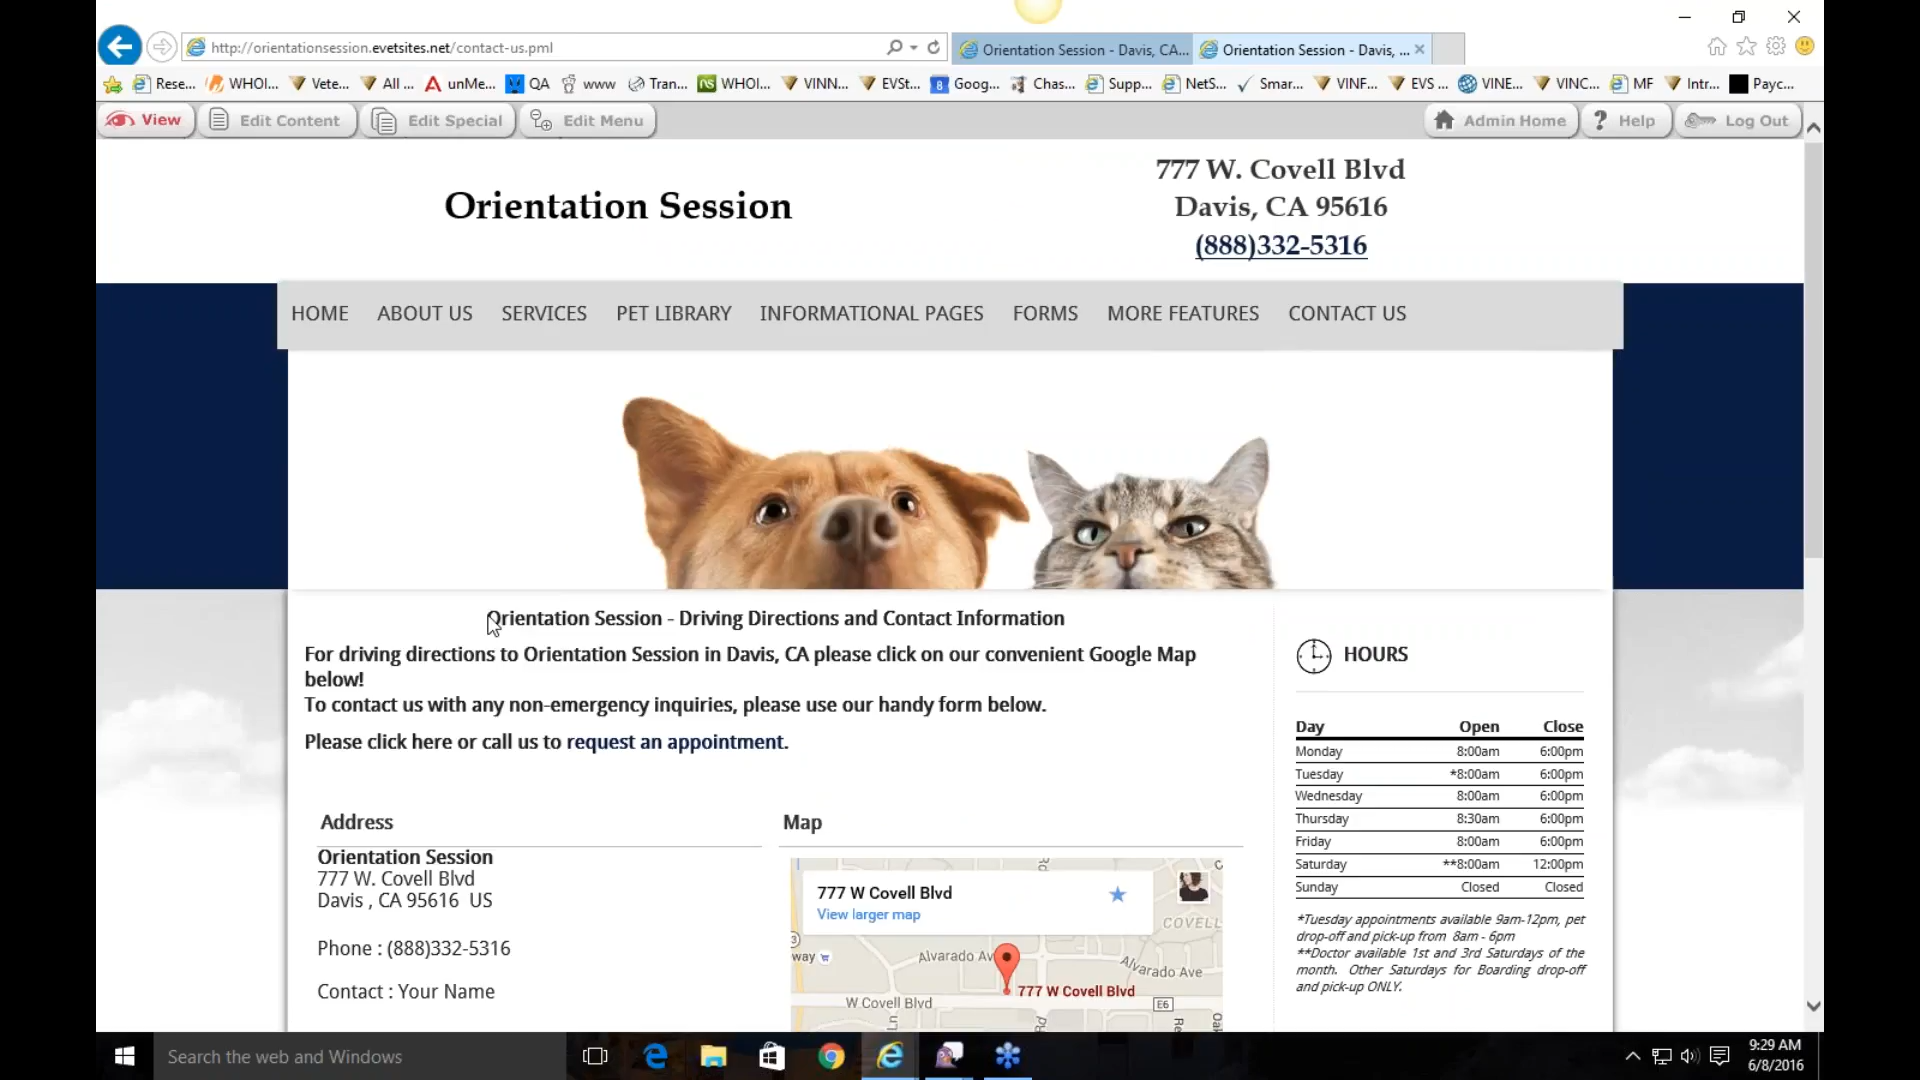 http://orientationsession.evetsites.net/contact-us.pml
Orientation Session - Davis, CA...
Orientation Session - Davis, ...
Rese...
WHOI...
Vete...
All ...
unMe...
QA
www
Tran...
WHOI...
VINN...
EVSt...
Goog...
Chas...
Supp...
NetS...
Smar...
VINF...
EVS ...
VINE...
VINC...
MF
Intr...
Payc...
View
Edit Content
Edit Special
Edit Menu
Admin Home
Help
Log Out
Orientation Session
777 W. Covell Blvd
Davis, CA 95616
(888)332-5316
HOME
ABOUT US
SERVICES
PET LIBRARY
INFORMATIONAL PAGES
FORMS
MORE FEATURES
CONTACT US
Orientation Session - Driving Directions and Contact Information
For driving directions to Orientation Session in Davis, CA please click on our convenient Google Map
below!
To contact us with any non-emergency inquiries, please use our handy form below.
Please click here or call us to request an appointment.
Address
Orientation Session
777 W. Covell Blvd
Davis , CA 95616 US
Phone : (888)332-5316
Contact : Your Name
Map
777 W Covell Blvd
View larger map
COVELL
way
Alvarado Av
Alvarado Ave
777 W Covell Blvd
W Covell Blvd
E6
Ln
Rd
HOURS
Day Open Close
Monday 8:00am 6:00pm
Tuesday *8:00am 6:00pm
Wednesday 8:00am 6:00pm
Thursday 8:30am 6:00pm
Friday 8:00am 6:00pm
Saturday **8:00am 12:00pm
Sunday Closed Closed
*Tuesday appointments available 9am-12pm, pet
drop-off and pick-up from 8am - 6pm
**Doctor available 1st and 3rd Saturdays of the
month. Other Saturdays for Boarding drop-off
and pick-up ONLY.
Search the web and Windows
9:29 AM
6/8/2016